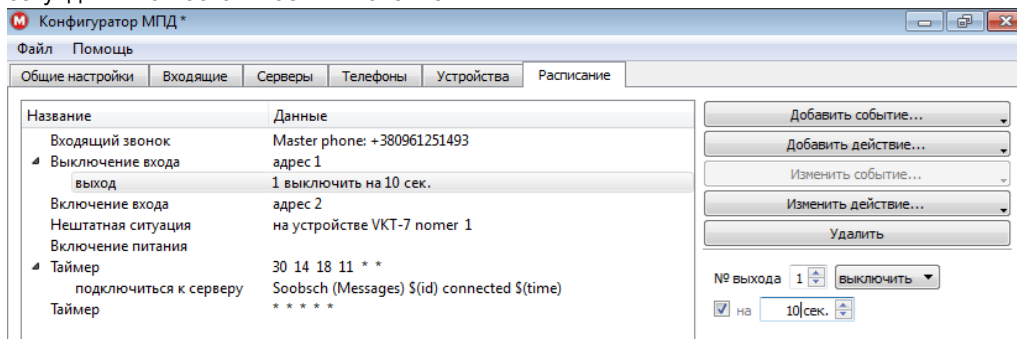 Конфигуратор МПД *
Файл Помощь
Общие настройки Входящие Серверы Телефоны Устройства Расписание
Название Данные
Входящий звонок Master phone: +380961251493
Выключение входа адрес 1
выход 1 выключить на 10 сек.
Включение входа адрес 2
Нештатная ситуация на устройстве VKT-7 nomer 1
Включение питания
Таймер 30 14 18 11 * *
подключиться к серверу Soobsch (Messages) $(id) connected $(time)
Таймер * * * * *
Добавить событие...
Добавить действие...
Изменить событие...
Изменить действие...
Удалить
№ выхода 1 выключить
на 10 сек.